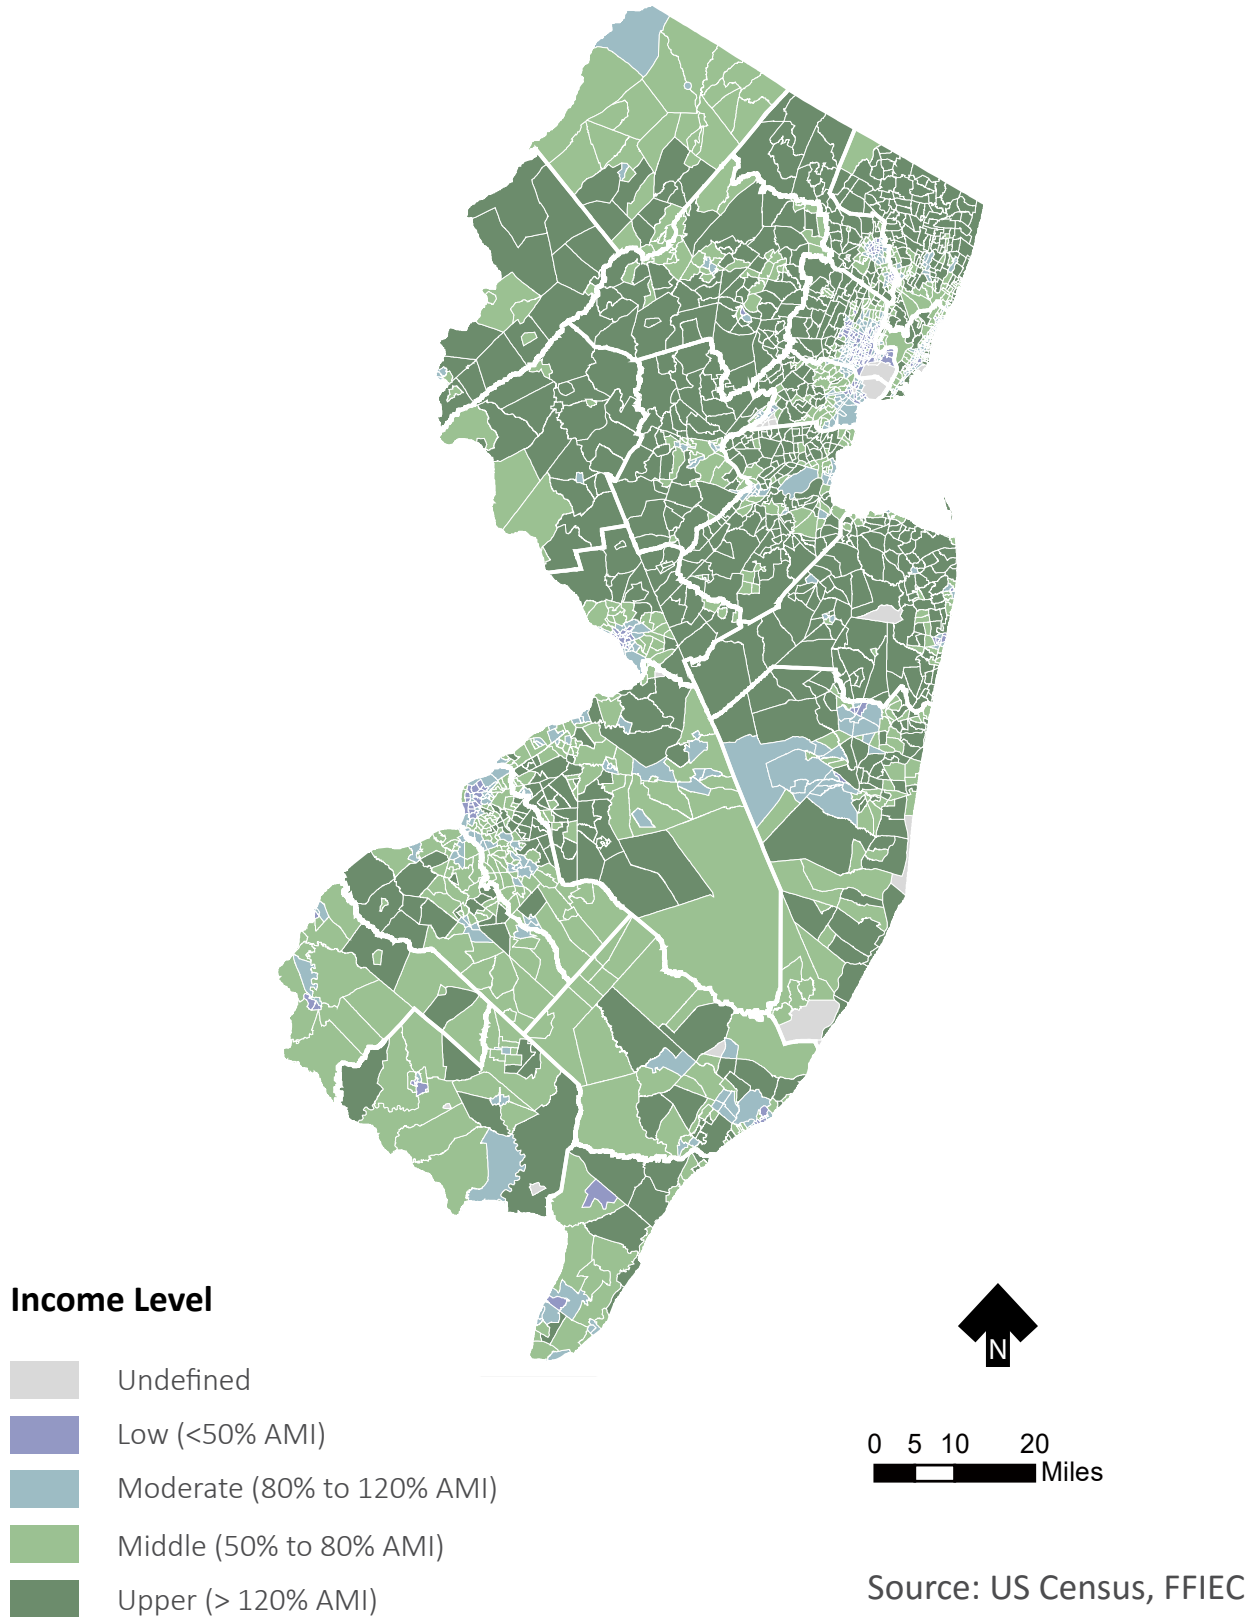 Income Level
Undefined
Low (<50% AMI)
Moderate (80% to 120% AMI)
Middle (50% to 80% AMI)
Upper (> 120% AMI)
N
0 5 10 20
Miles
Source: US Census, FFIEC